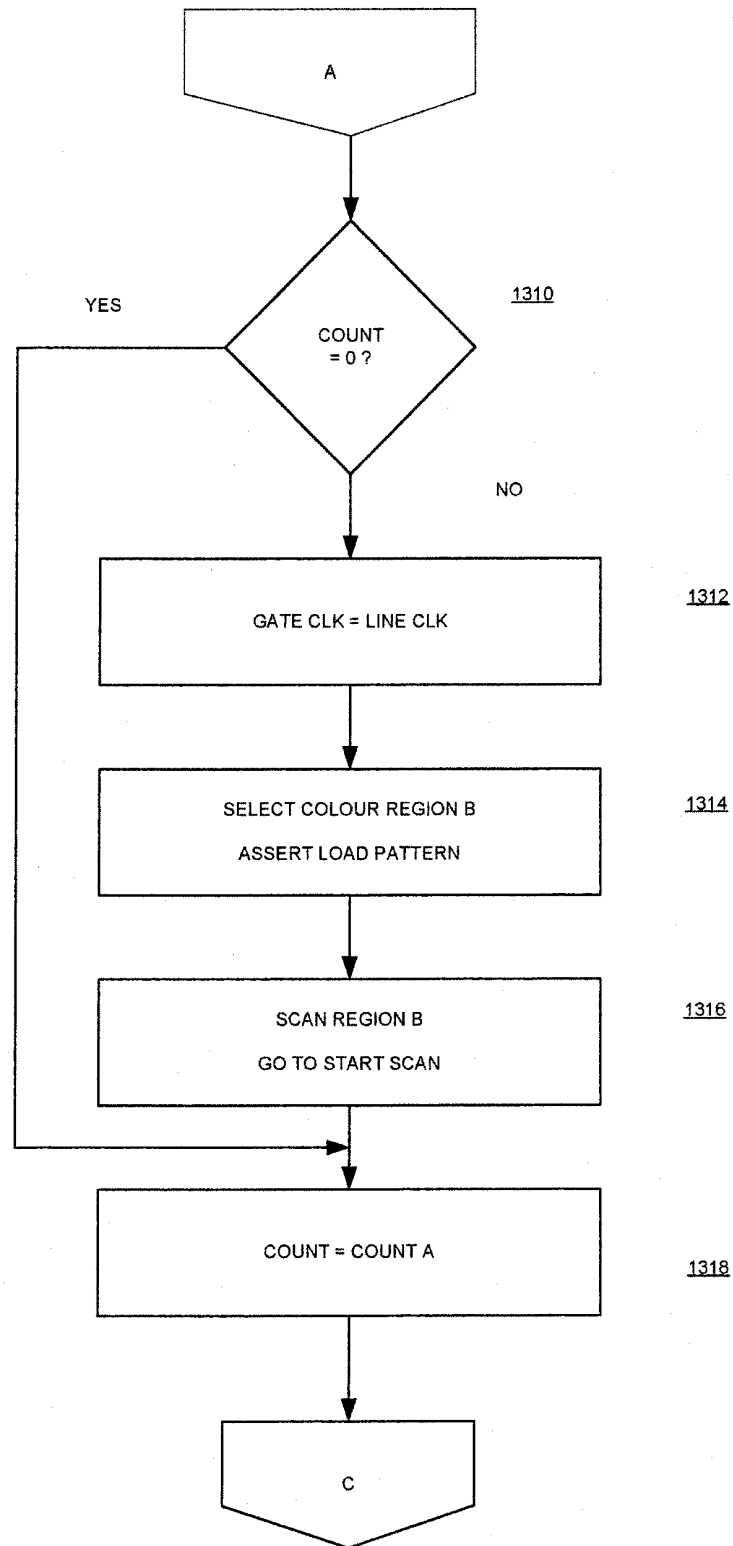 A
YES
1310
COUNT
= 0 ?
NO
GATE CLK = LINE CLK
1312
SELECT COLOUR REGION B
ASSERT LOAD PATTERN
1314
SCAN REGION B
GO TO START SCAN
1316
COUNT = COUNT A
1318
C